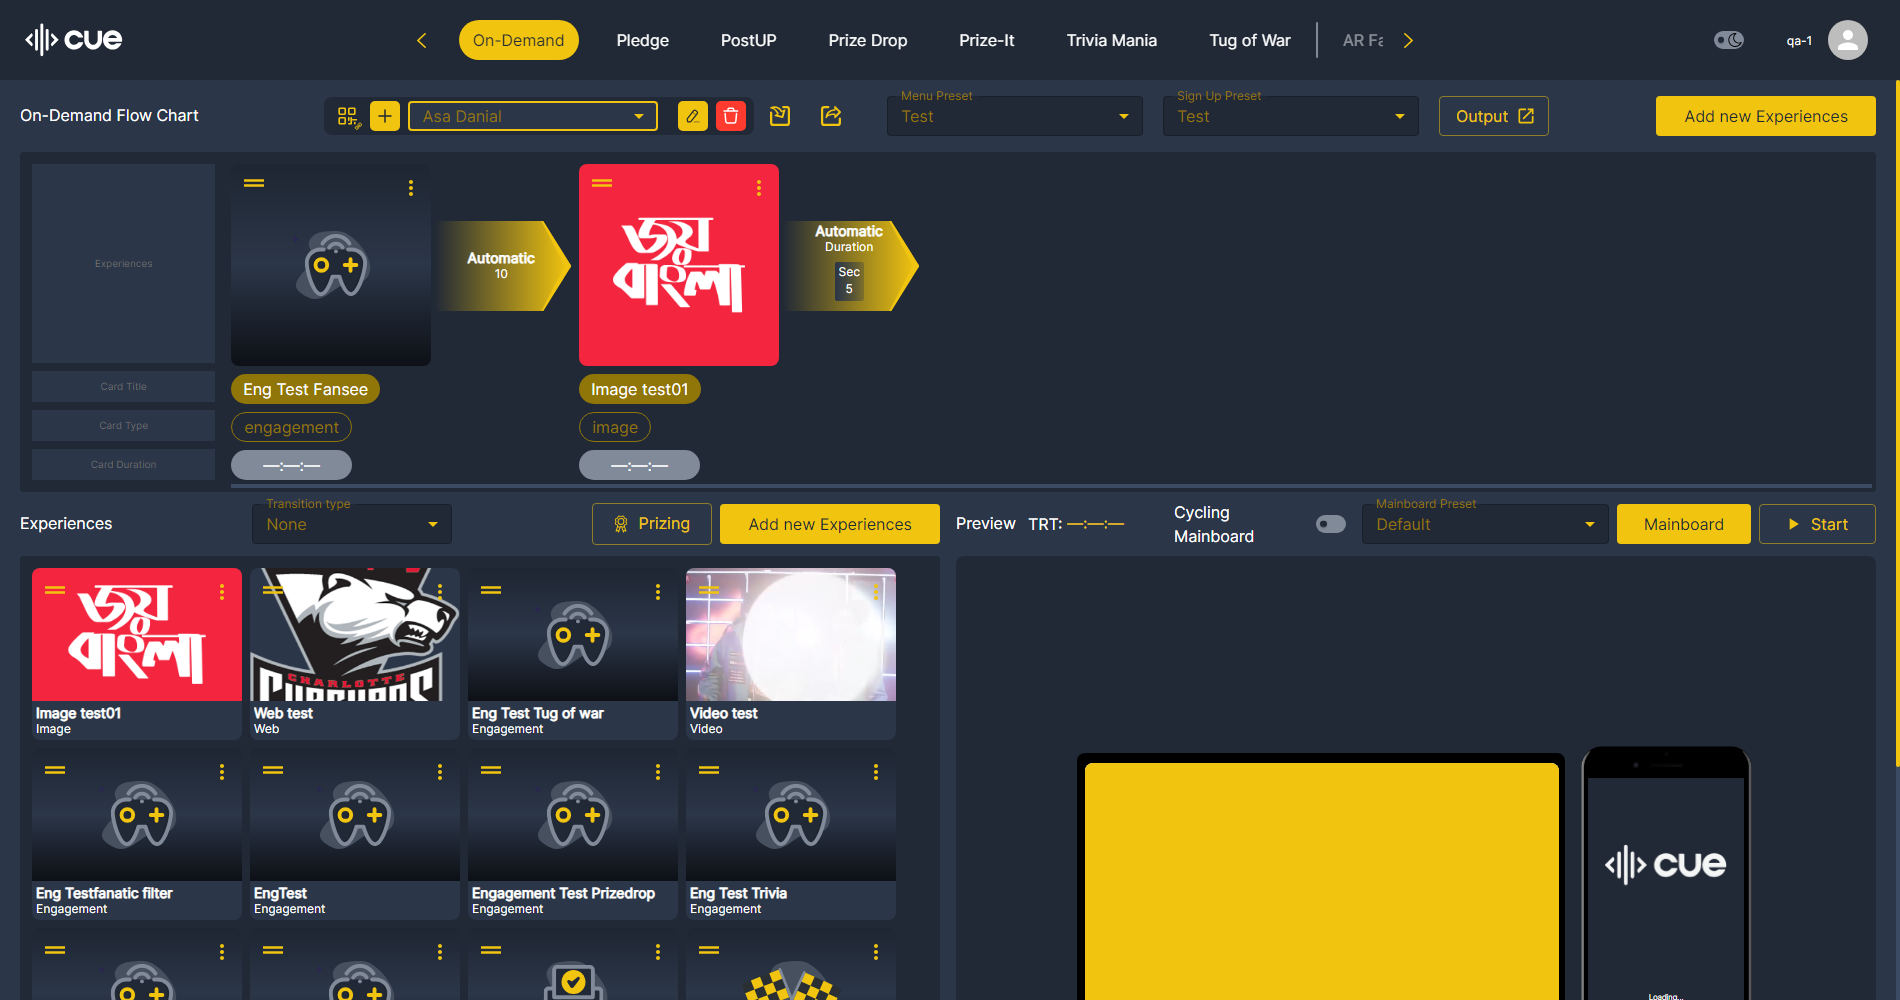 cue
On-Demand
Pledge
PostUP
Prize Drop
Prize-It
Trivia Mania
Tug of War
AR Fa
qa-1
On-Demand Flow Chart
Asa Danial
Menu Preset
Test
Sign Up Preset
Test
Output
Add new Experiences
Experiences
জয়
বাংলা
Automatic
10
Automatic
Duration
Sec
5
Card Title
Eng Test Fansee
Image test01
Card Type
engagement
image
Card Duration
—:—:—
—:—:—
Experiences
Transition type
None
Prizing
Add new Experiences
Preview
TRT: —:—:—
Cycling
Mainboard
Mainboard Preset
Default
Mainboard
Start
জয়
বাংলা
CHARLOTTE
Image test01
Image
Web test
Web
Eng Test Tug of war
Engagement
Video test
Video
Eng Testfanatic filter
Engagement
EngTest
Engagement
Engagement Test Prizedrop
Engagement
Eng Test Trivia
Engagement
cue
Loading...